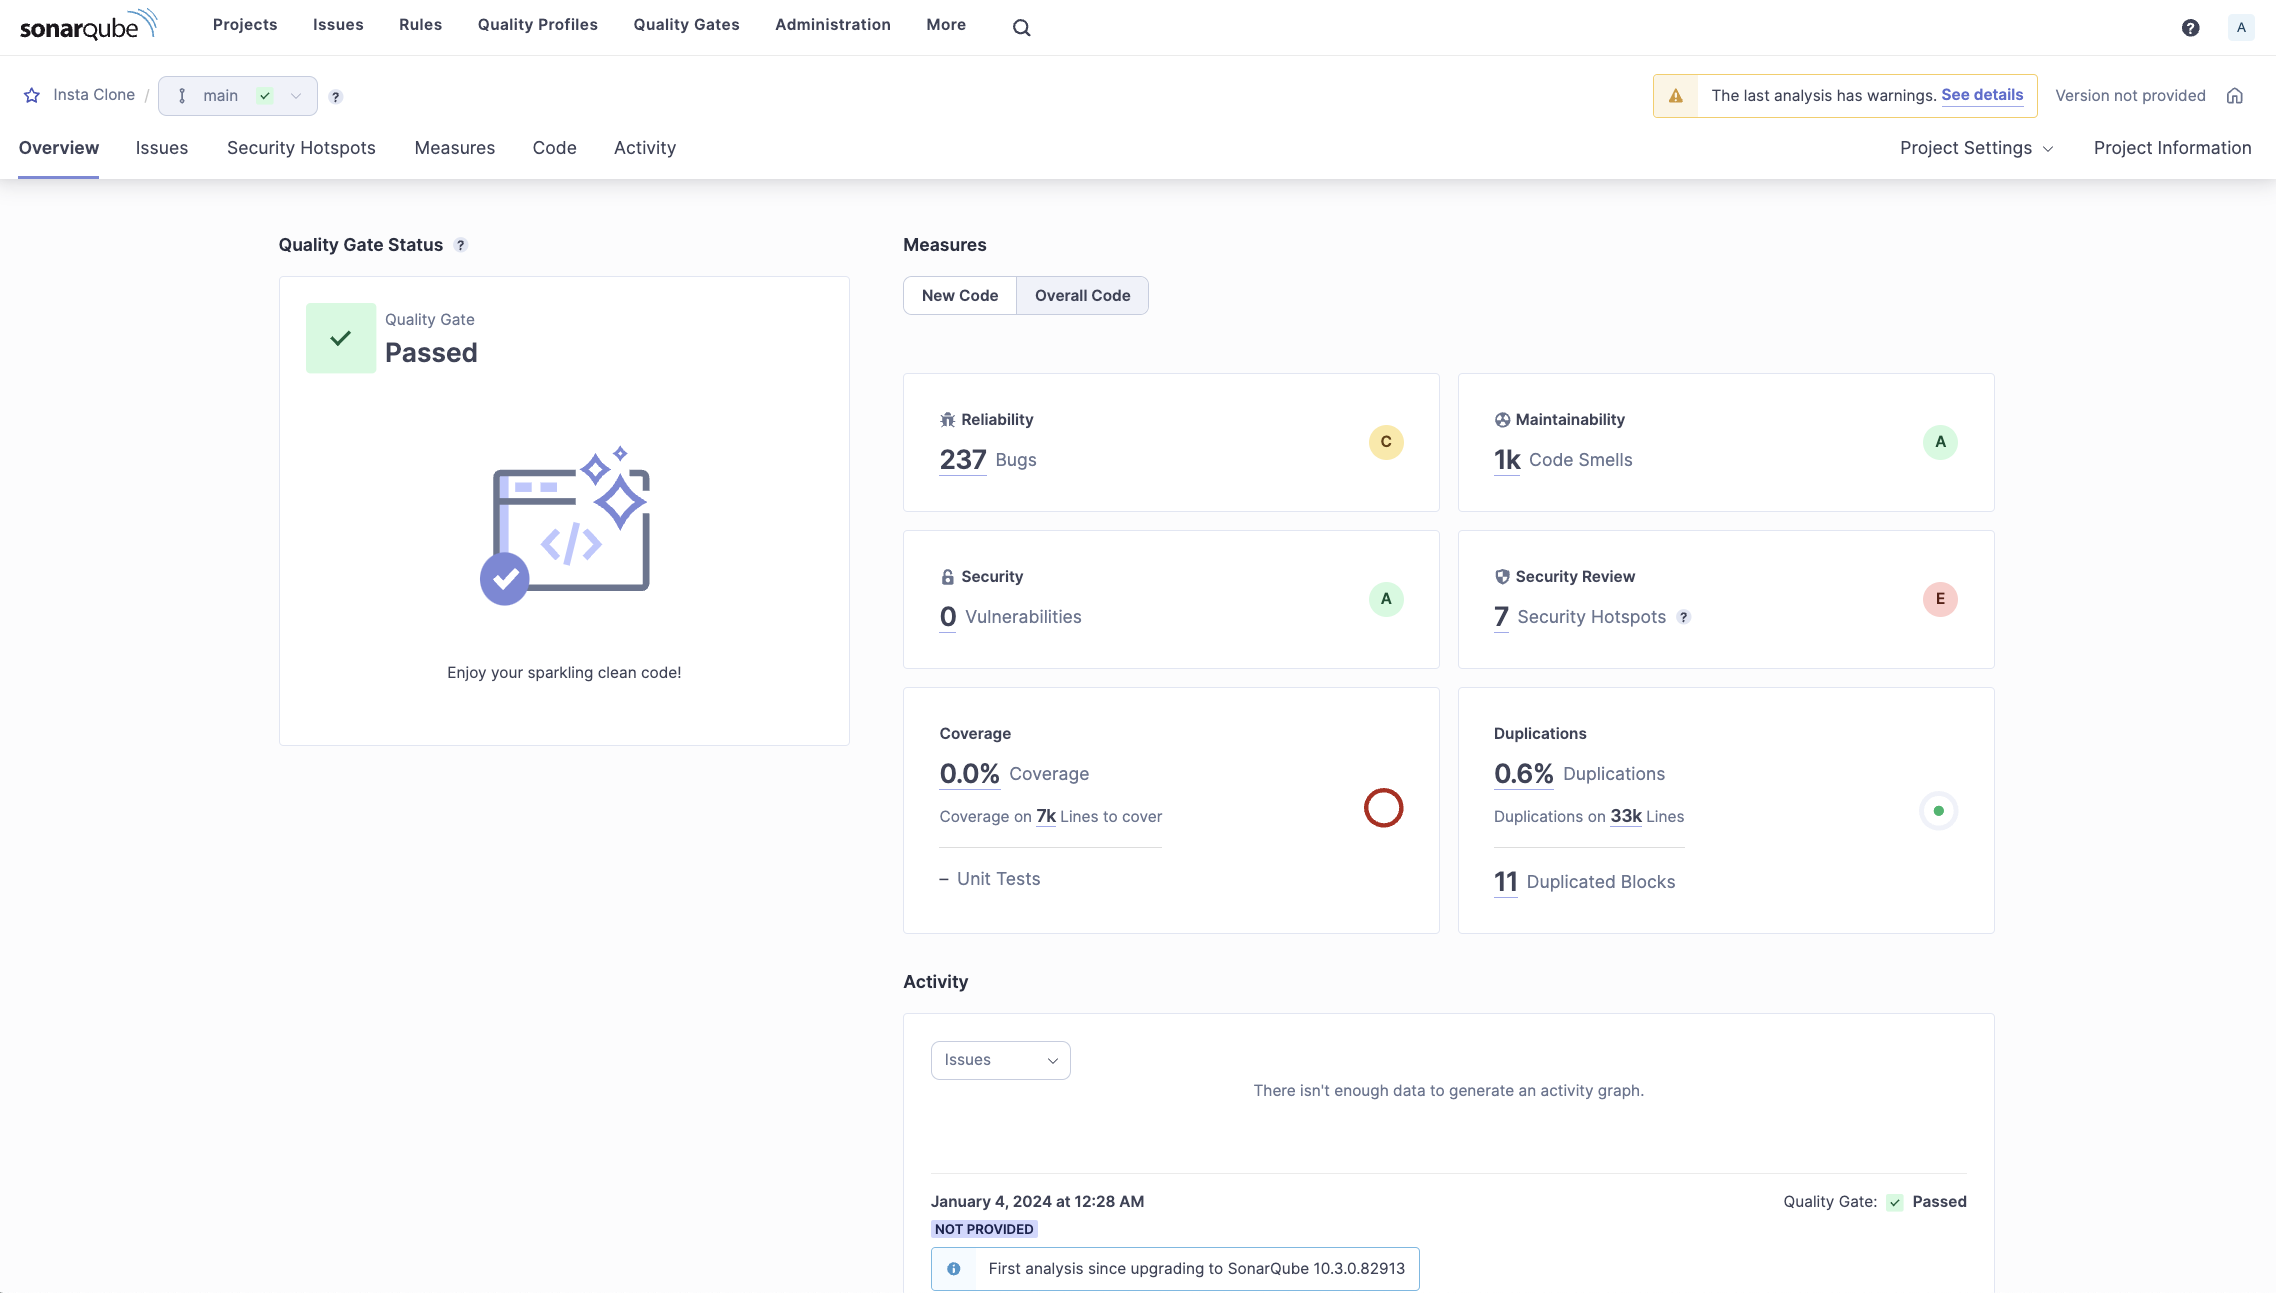 sonarqube Projects Issues Rules Quality Profiles Quality Gates Administration More ? A
Insta Clone / main ? The last analysis has warnings. See details Version not provided
Overview Issues Security Hotspots Measures Code Activity Project Settings Project Information
Quality Gate Status ?
Quality Gate
Passed
</>
Enjoy your sparkling clean code!
Measures
New Code Overall Code
Reliability
237 Bugs C
Maintainability
1k Code Smells A
Security
0 Vulnerabilities A
Security Review
7 Security Hotspots ? E
Coverage
0.0% Coverage
Coverage on 7k Lines to cover
– Unit Tests
Duplications
0.6% Duplications
Duplications on 33k Lines
11 Duplicated Blocks
Activity
Issues
There isn't enough data to generate an activity graph.
January 4, 2024 at 12:28 AM Quality Gate: Passed
NOT PROVIDED
First analysis since upgrading to SonarQube 10.3.0.82913